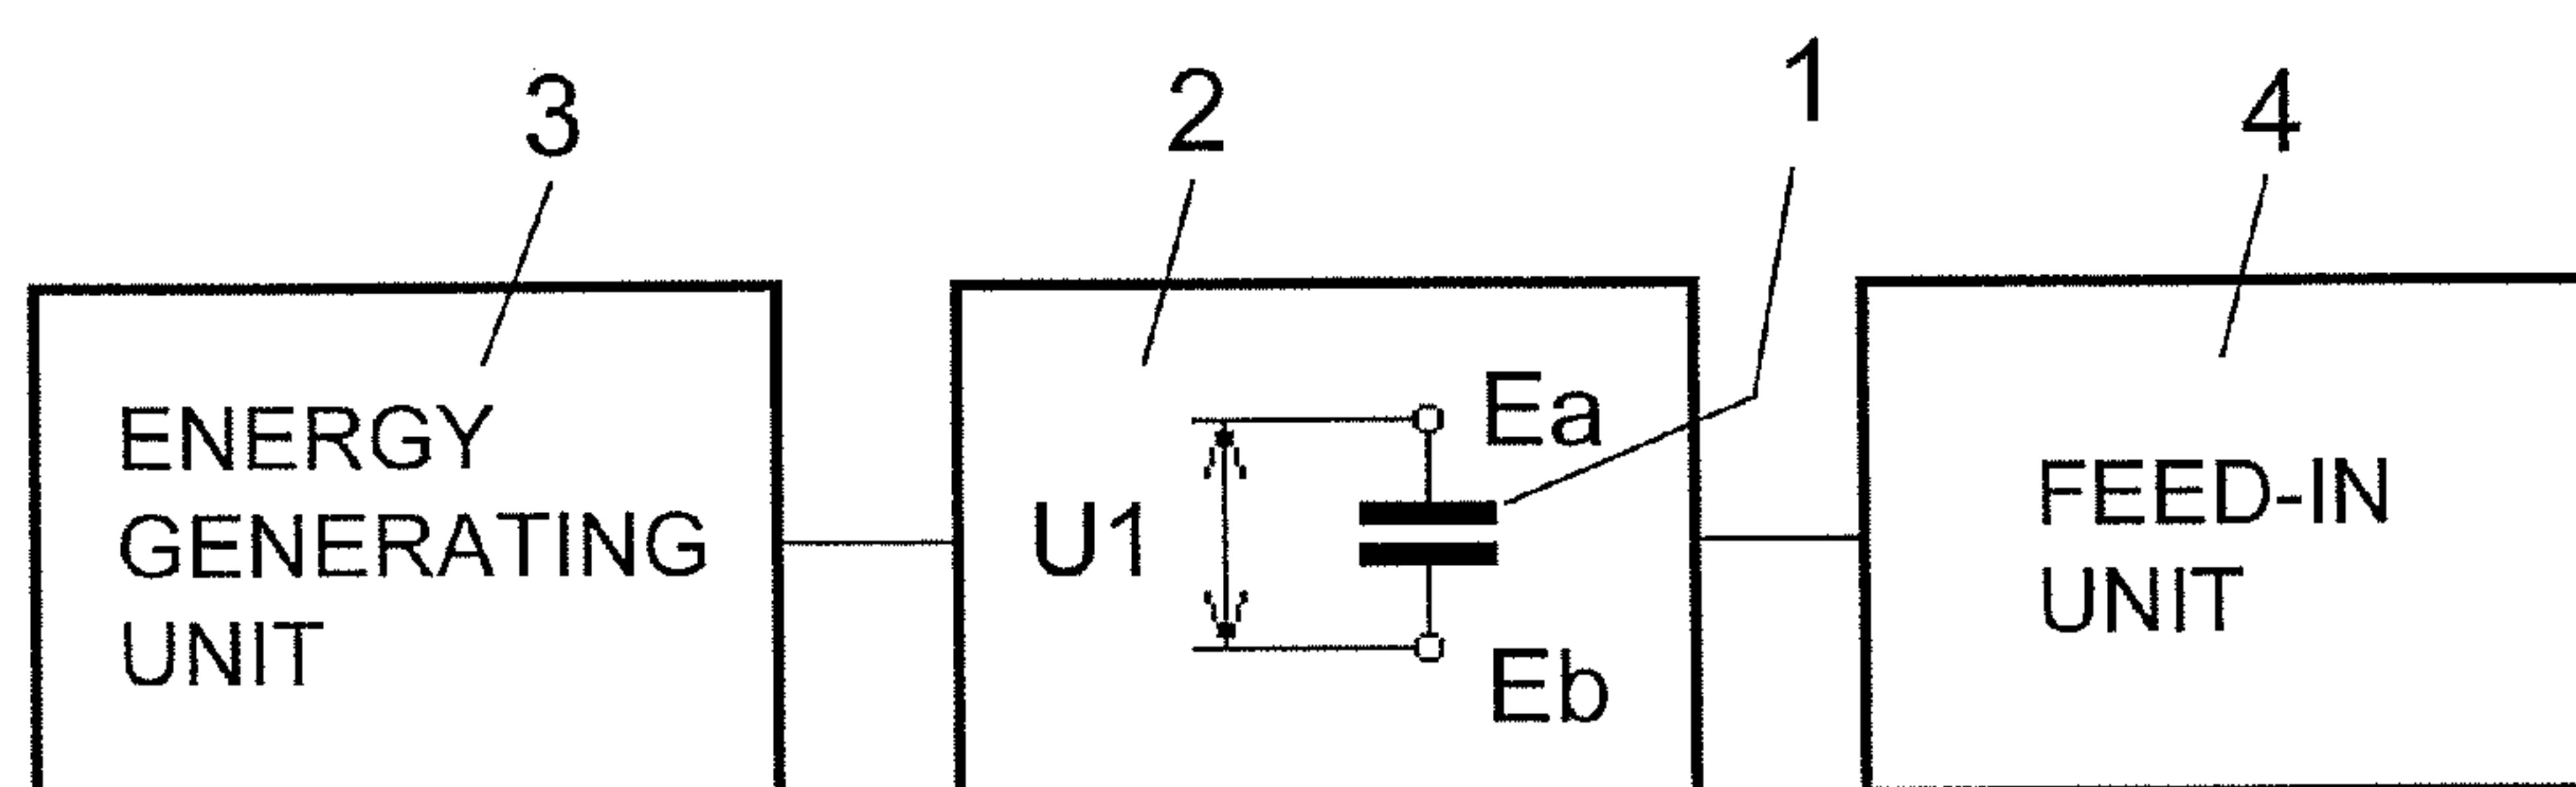 3 2 1 4
ENERGY
GENERATING
UNIT
U1
Ea
Eb
FEED-IN
UNIT